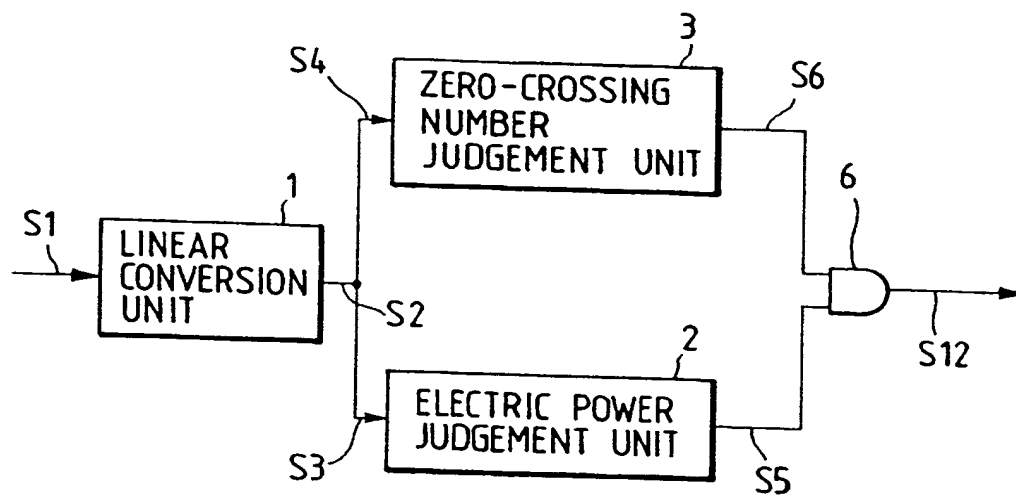 3
S4
ZERO-CROSSING
NUMBER
JUDGEMENT UNIT
S6
1
6
S1
LINEAR
CONVERSION
UNIT
S2
S12
2
ELECTRIC POWER
JUDGEMENT UNIT
S3
S5